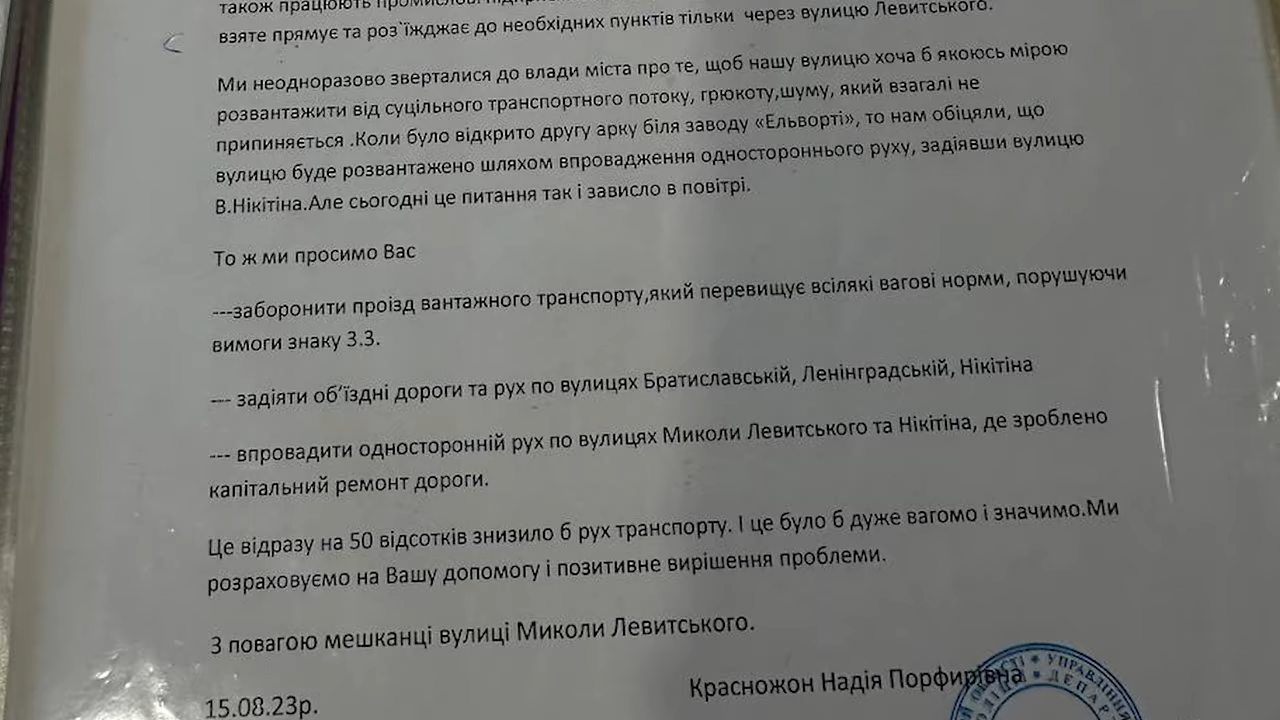 також працюють промислові
взяте прямує та роз`їжджає до необхідних пунктів тільки через вулицю Левитського.
Ми неодноразово зверталися до влади міста про те, щоб нашу вулицю хоча б якоюсь мірою
розвантажити від суцільного транспортного потоку, грюкоту,шуму, який взагалі не
припиняється .Коли було відкрито другу арку біля заводу «Ельворті», то нам обіцяли, що
вулицю буде розвантажено шляхом впровадження одностороннього руху, задіявши вулицю
В.Нікітіна.Але сьогодні це питання так і зависло в повітрі.
То ж ми просимо Вас
---заборонити проїзд вантажного транспорту,який перевищує всілякі вагові норми, порушуючи
вимоги знаку 3.3.
--- задіяти об’їздні дороги та рух по вулицях Братиславській, Ленінградській, Нікітіна
--- впровадити односторонній рух по вулицях Миколи Левитського та Нікітіна, де зроблено
капітальний ремонт дороги.
Це відразу на 50 відсотків знизило б рух транспорту. І це було б дуже вагомо і значимо.Ми
розраховуємо на Вашу допомогу і позитивне вирішення проблеми.
З повагою мешканці вулиці Миколи Левитського.
Красножон Надія Порфирівна
15.08.23р.
ОБЛАСТІ * УПРАВЛІННЯ
* ДЕПАР